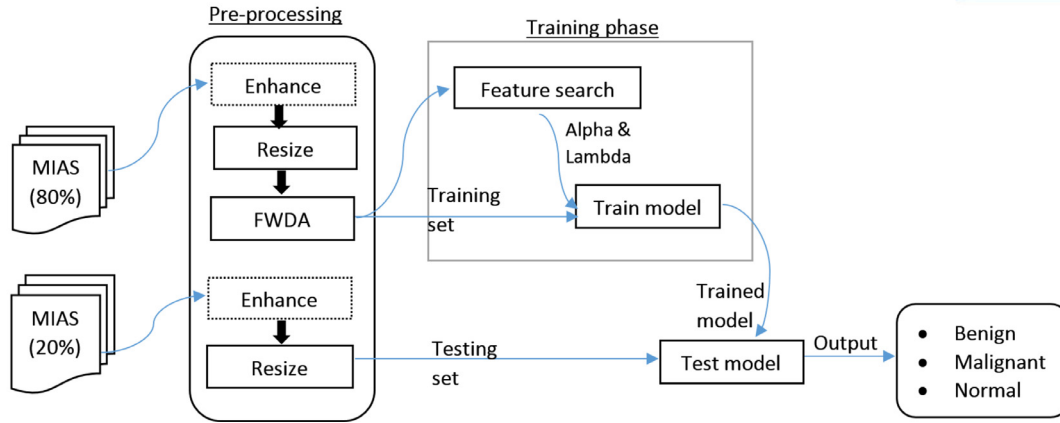 Pre-processing
Training phase
Enhance
Resize
FWDA
MIAS
(80%)
Feature search
Alpha &
Lambda
Training
set
Train model
MIAS
(20%)
Enhance
Resize
Testing
set
Trained
model
Test model
Output
● Benign
● Malignant
● Normal